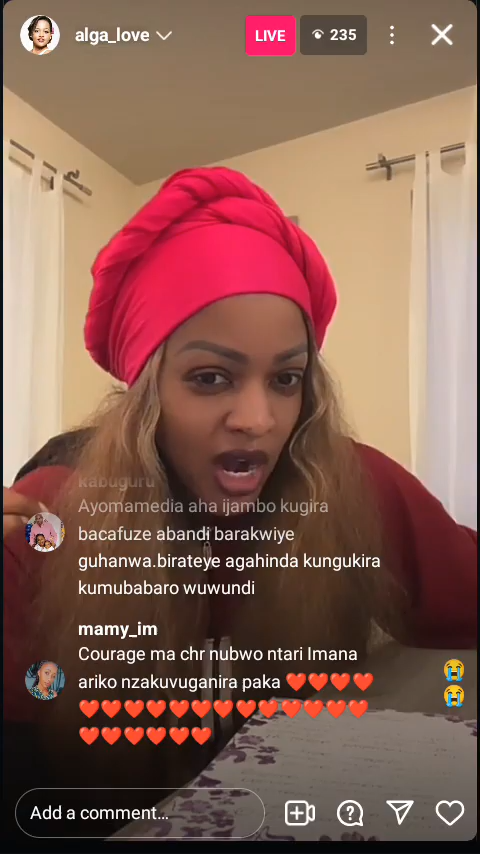 alga_love
LIVE
235
kabuguru
Ayomamedia aha ijambo kugira
bacafuze abandi barakwiye
guhanwa.birateye agahinda kungukira
kumubabaro wuwundi
mamy_im
Courage ma chr nubwo ntari Imana
ariko nzakuvuganira paka ❤️❤️❤️❤️
❤️❤️❤️❤️❤️❤️❤️❤️❤️❤️❤️❤️❤️
❤️❤️❤️❤️❤️❤️
😭
😭
Add a comment...